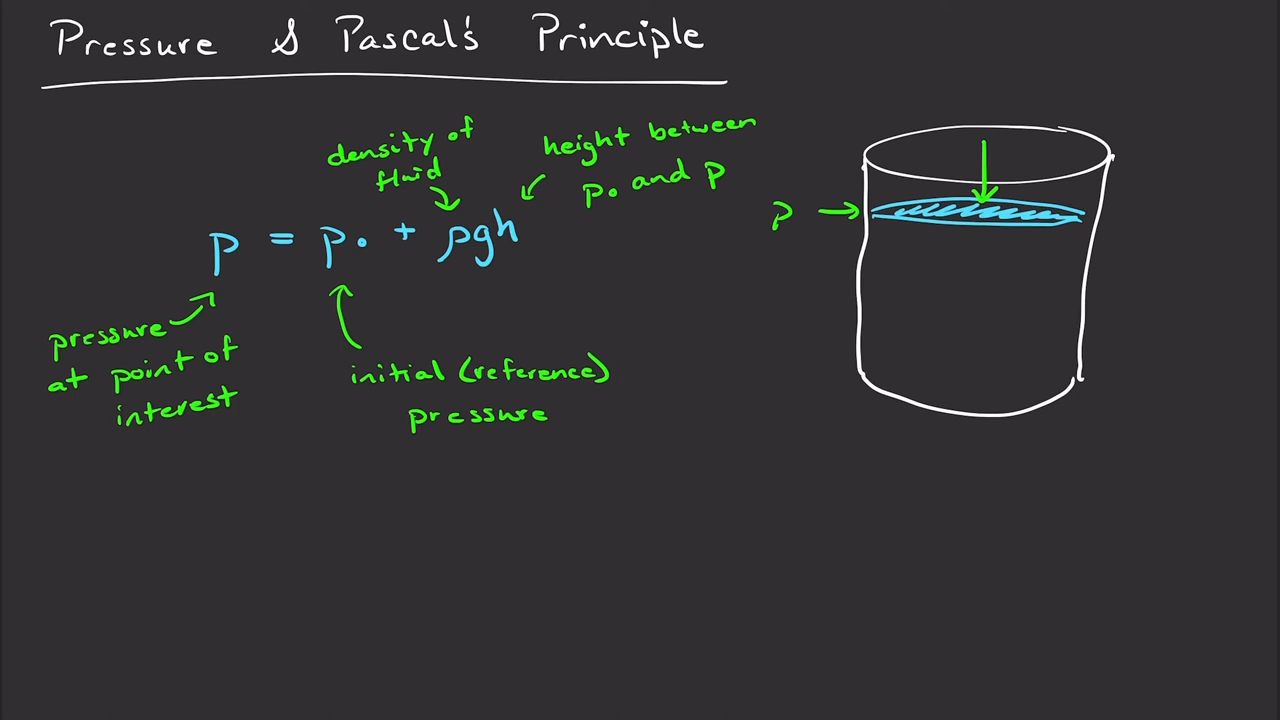 Pressure & Pascal's Principle
density of
fluid
height between
p₀ and p
p = p₀ + ρgh
p
pressure
at point of
interest
initial (reference)
pressure